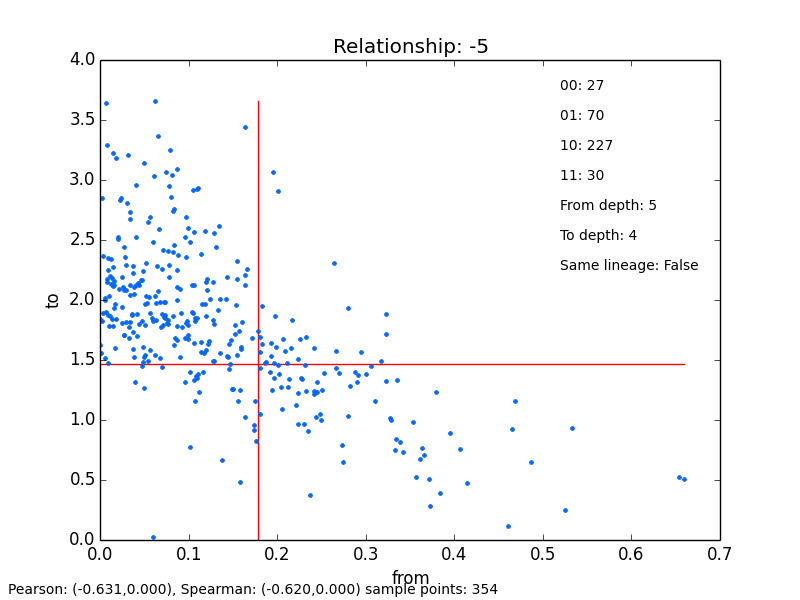 Relationship: -5
4.0
3.5
3.0
2.5
2.0
1.5
1.0
0.5
0.0
to
00: 27
01: 70
10: 227
11: 30
From depth: 5
To depth: 4
Same lineage: False
0.0 0.1 0.2 0.3 0.4 0.5 0.6 0.7
from
Pearson: (-0.631,0.000), Spearman: (-0.620,0.000) sample points: 354